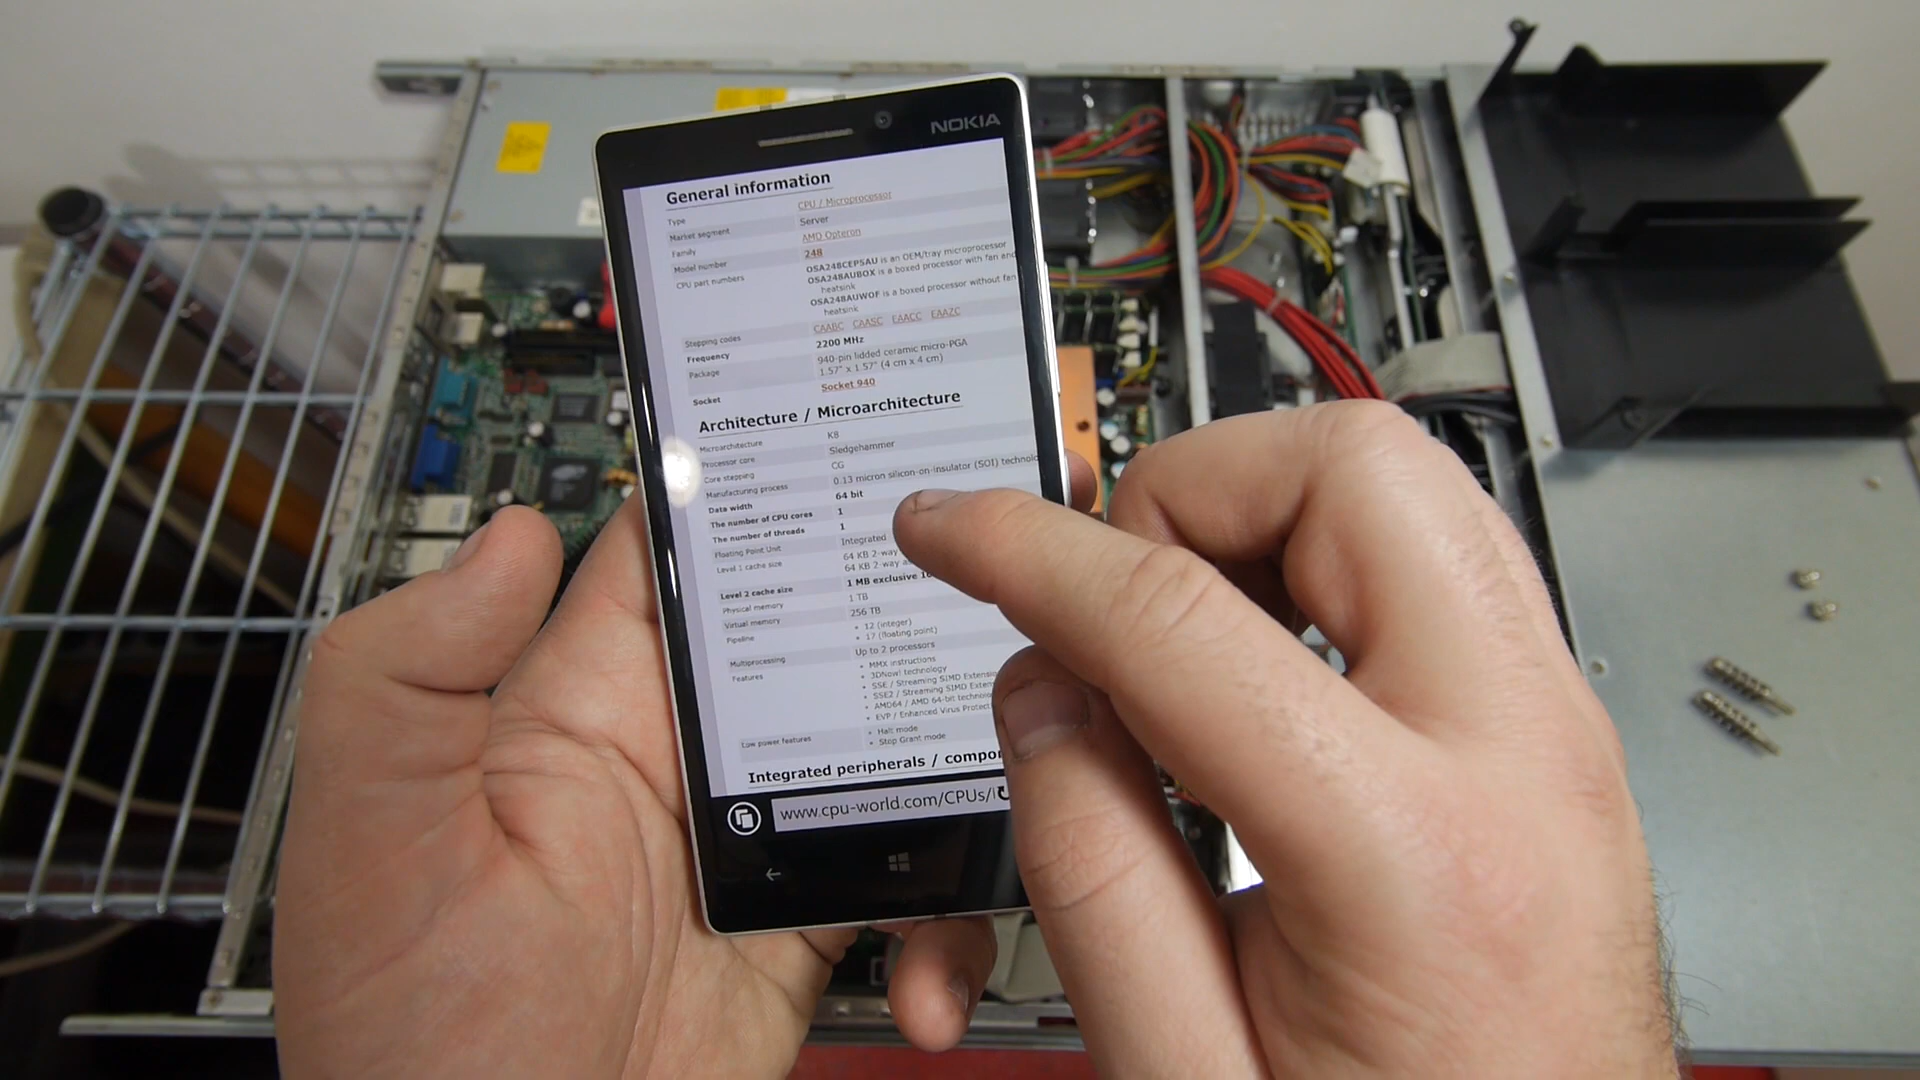 NOKIA
General information
Type CPU / Microprocessor
Market segment Server
Family AMD Opteron
Model number 248
CPU part numbers OSA248CEP5AU is an OEM/tray microprocessor
OSA248AUBOX is a boxed processor with fan and
heatsink
OSA248AUWOF is a boxed processor without fan
heatsink
Stepping codes CAABC CAASC EAACC EAAZC
Frequency 2200 MHz
Package 940-pin lidded ceramic micro-PGA
1.57" x 1.57" (4 cm x 4 cm)
Socket Socket 940
Architecture / Microarchitecture
Microarchitecture K8
Processor core Sledgehammer
Core stepping CG
Manufacturing process 0.13 micron silicon-on-insulator (SOI) technolo
Data width 64 bit
The number of CPU cores 1
The number of threads 1
Floating Point Unit Integrated
Level 1 cache size 64 KB 2-way
64 KB 2-way
Level 2 cache size 1 MB exclusive
Physical memory 1 TB
Virtual memory 256 TB
Pipeline • 12 (integer)
• 17 (floating point)
Multiprocessing Up to 2 processors
Features • MMX instructions
• 3DNow! technology
• SSE / Streaming SIMD Extensio
• SSE2 / Streaming SIMD Exten
• AMD64 / AMD 64-bit technolo
• EVP / Enhanced Virus Protect
Low power features • Halt mode
• Stop Grant mode
Integrated peripherals / compon
www.cpu-world.com/CPUs/